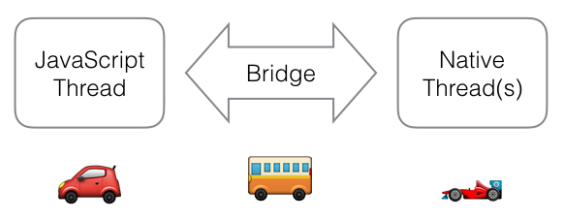 JavaScript
Thread
Bridge
Native
Thread(s)